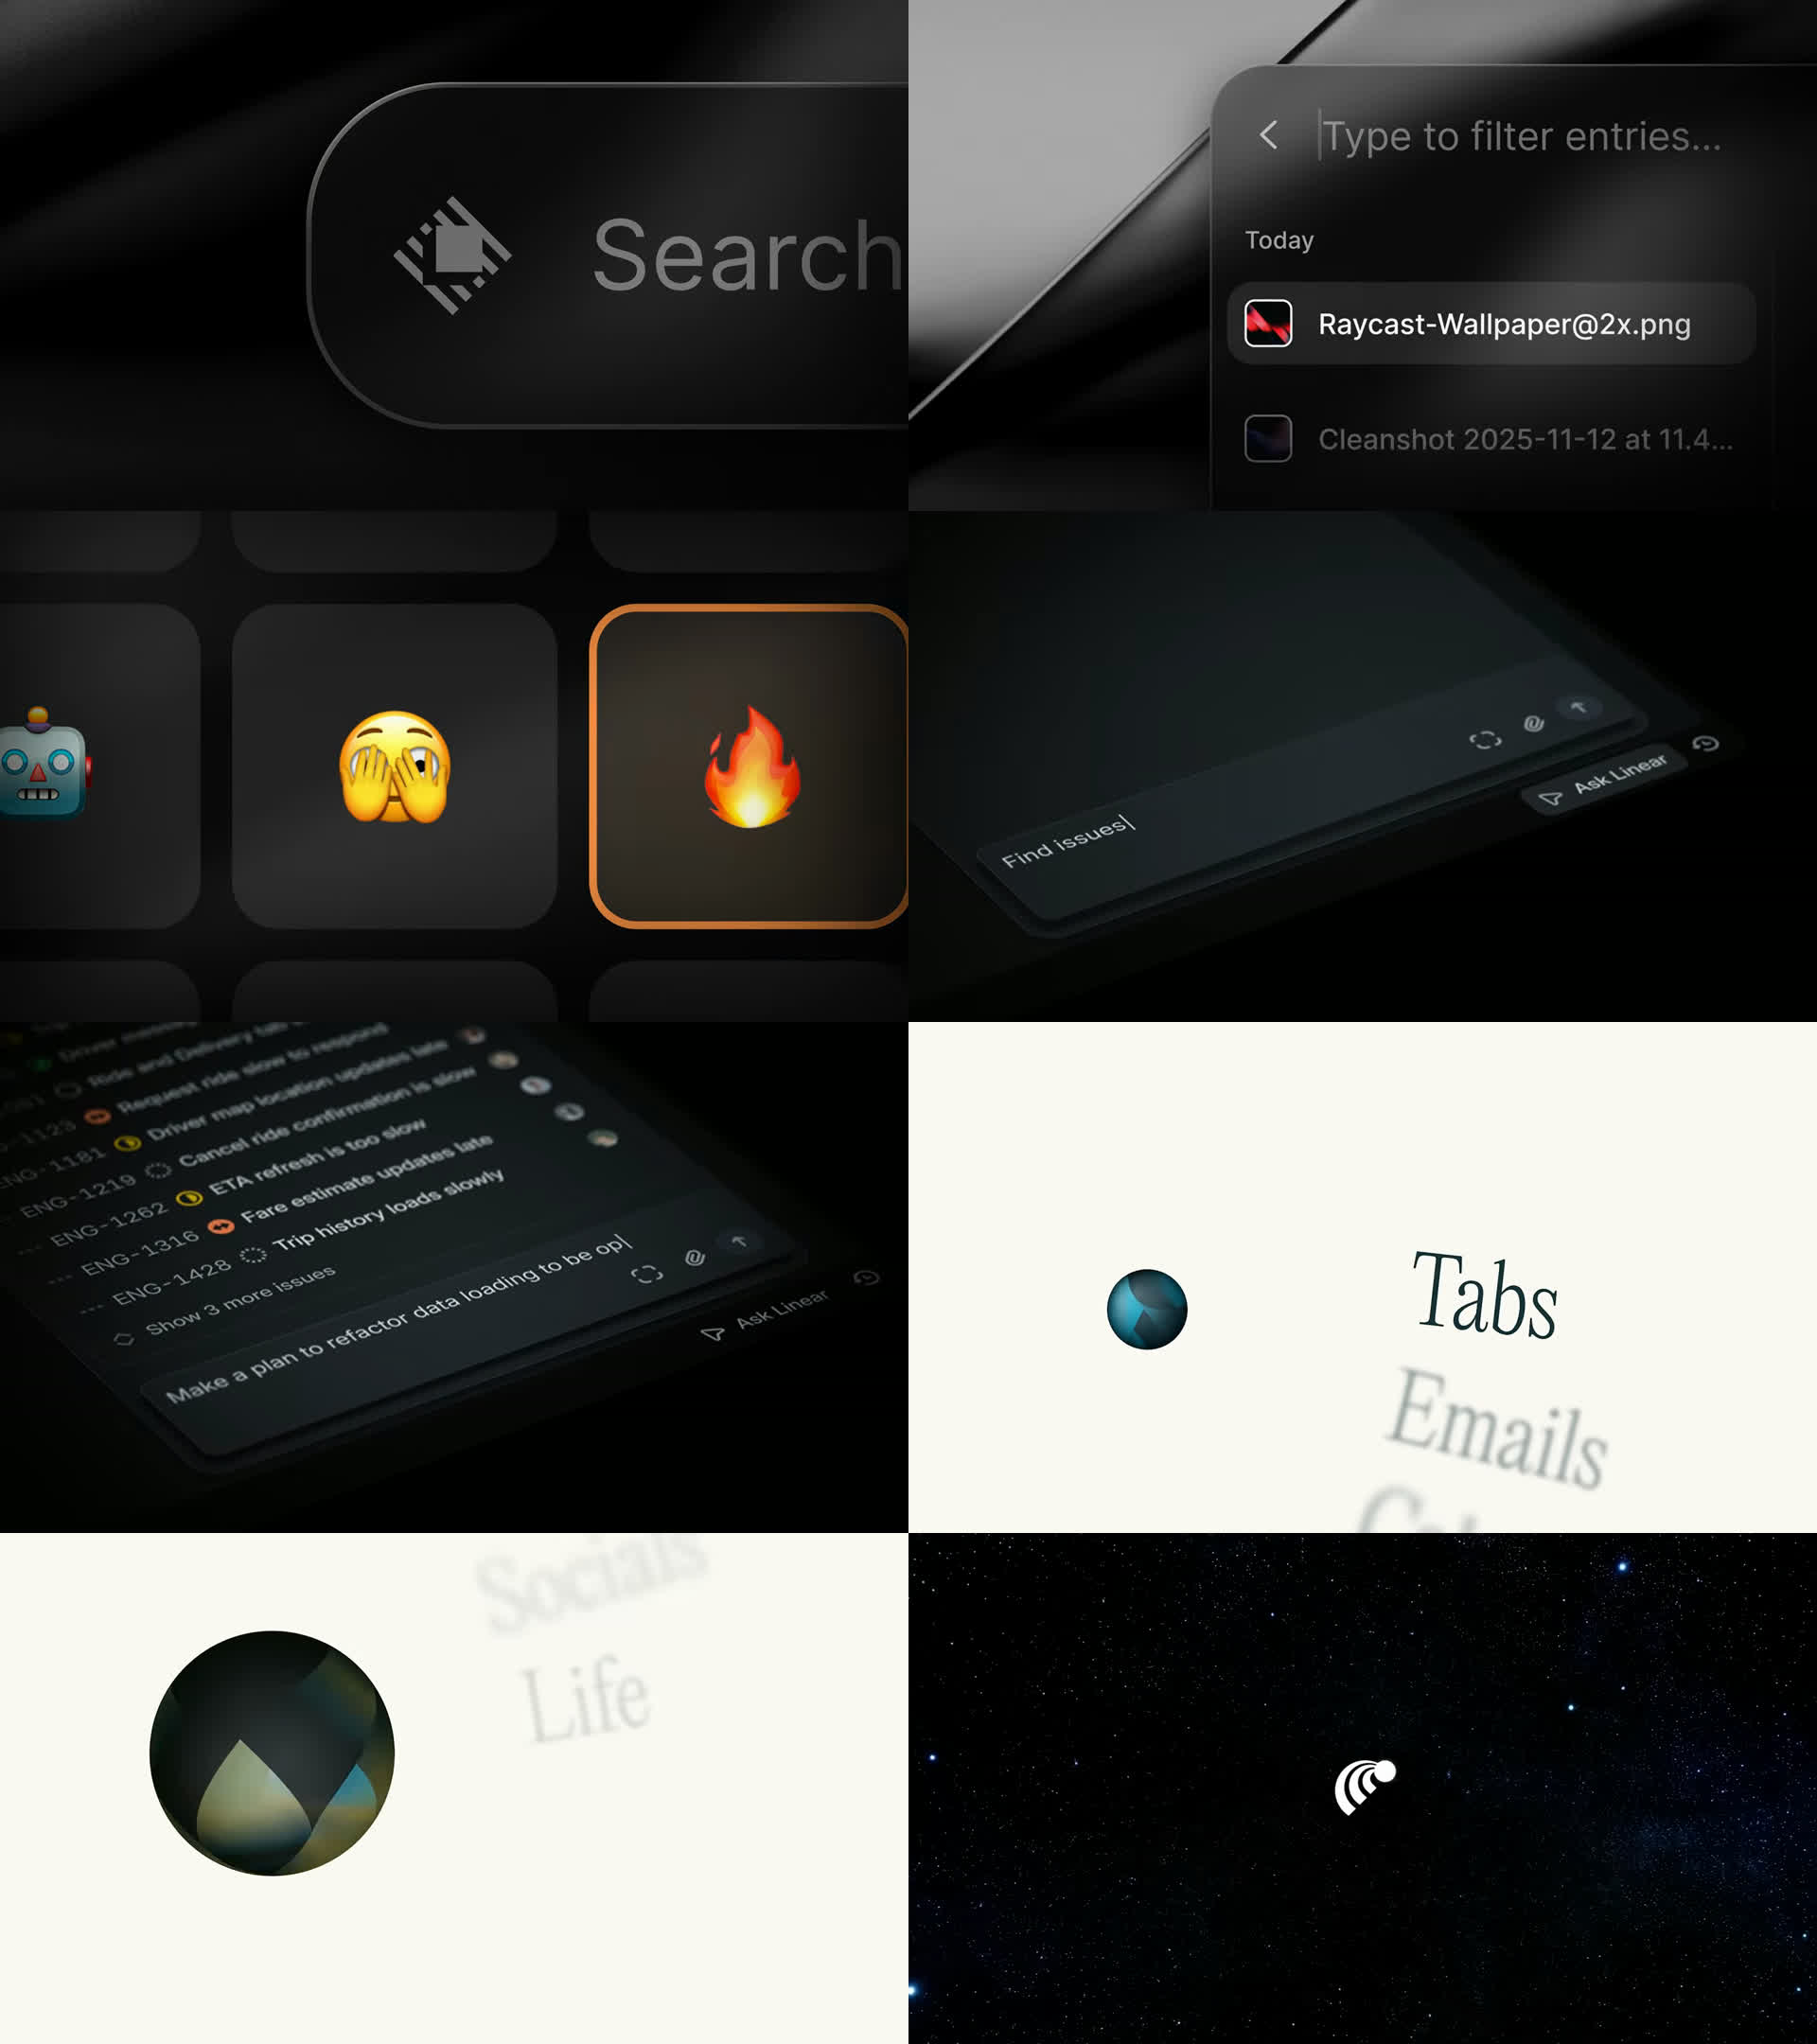 Search
Type to filter entries...
Today
Raycast-Wallpaper@2x.png
Cleanshot 2025-11-12 at 11.4...
Find issues
Ask Linear
Driver
Ride and Delivery tab
Request ride slow to respond
-1123
Driver map location updates late
ENG-1181
Cancel ride confirmation is slow
ENG-1219
ETA refresh is too slow
ENG-1262
Fare estimate updates late
ENG-1316
Trip history loads slowly
ENG-1428
Show 3 more issues
Make a plan to refactor data loading to be op
Ask Linear
Tabs
Emails
Socials
Life